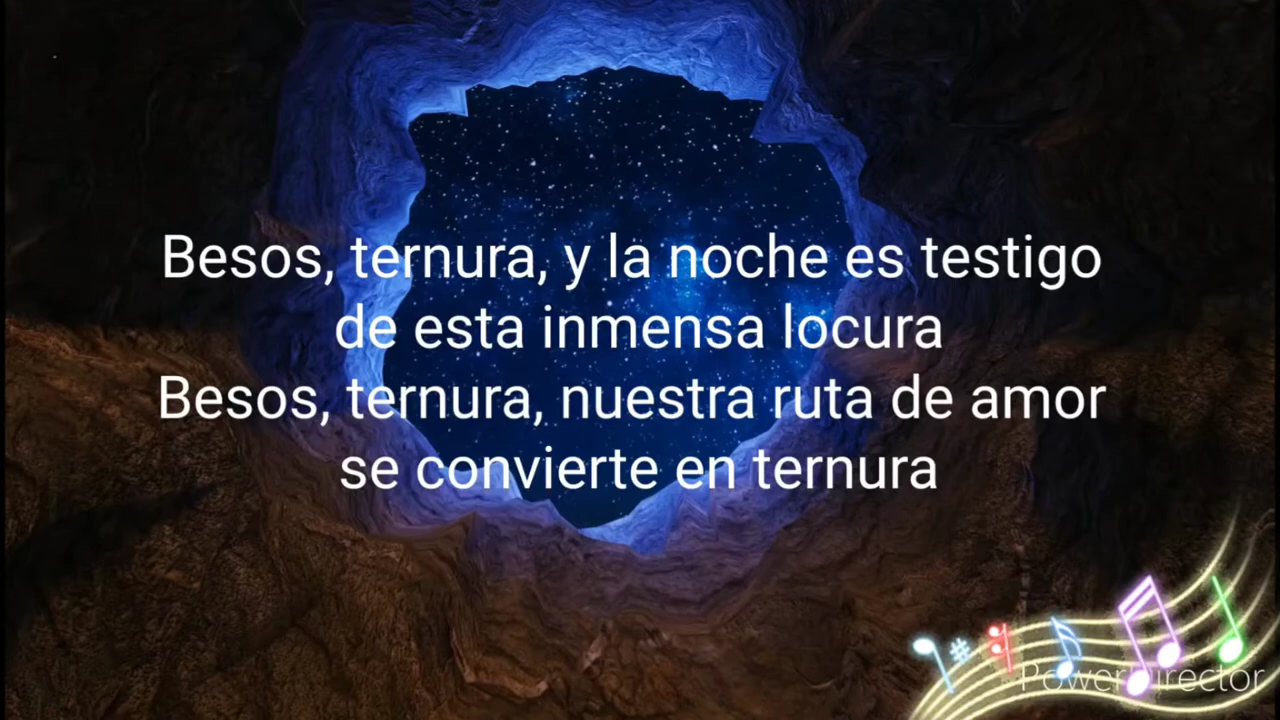 Besos, ternura, y la noche es testigo
de esta inmensa locura
Besos, ternura, nuestra ruta de amor
se convierte en ternura
PowerDirector